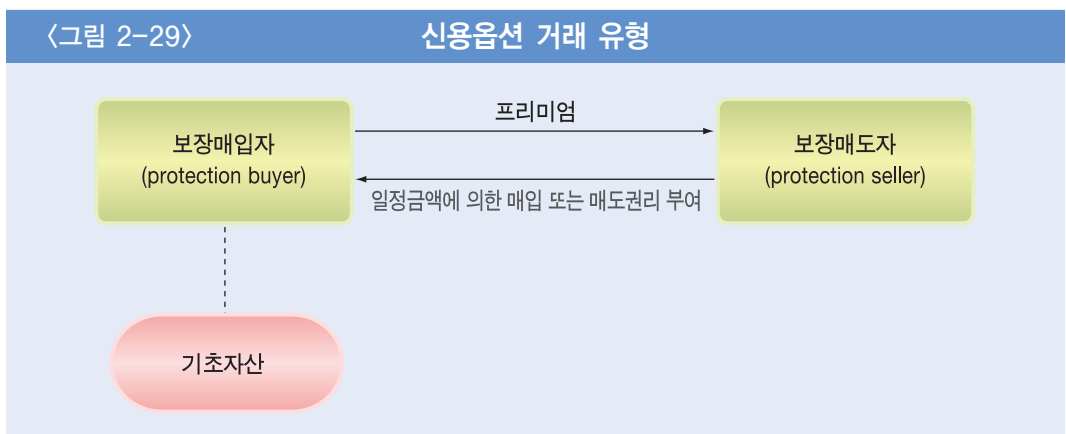 〈그림 2-29〉
신용옵션 거래 유형
프리미엄
보장매입자
(protection buyer)
보장매도자
(protection seller)
일정금액에 의한 매입 또는 매도권리 부여
기초자산